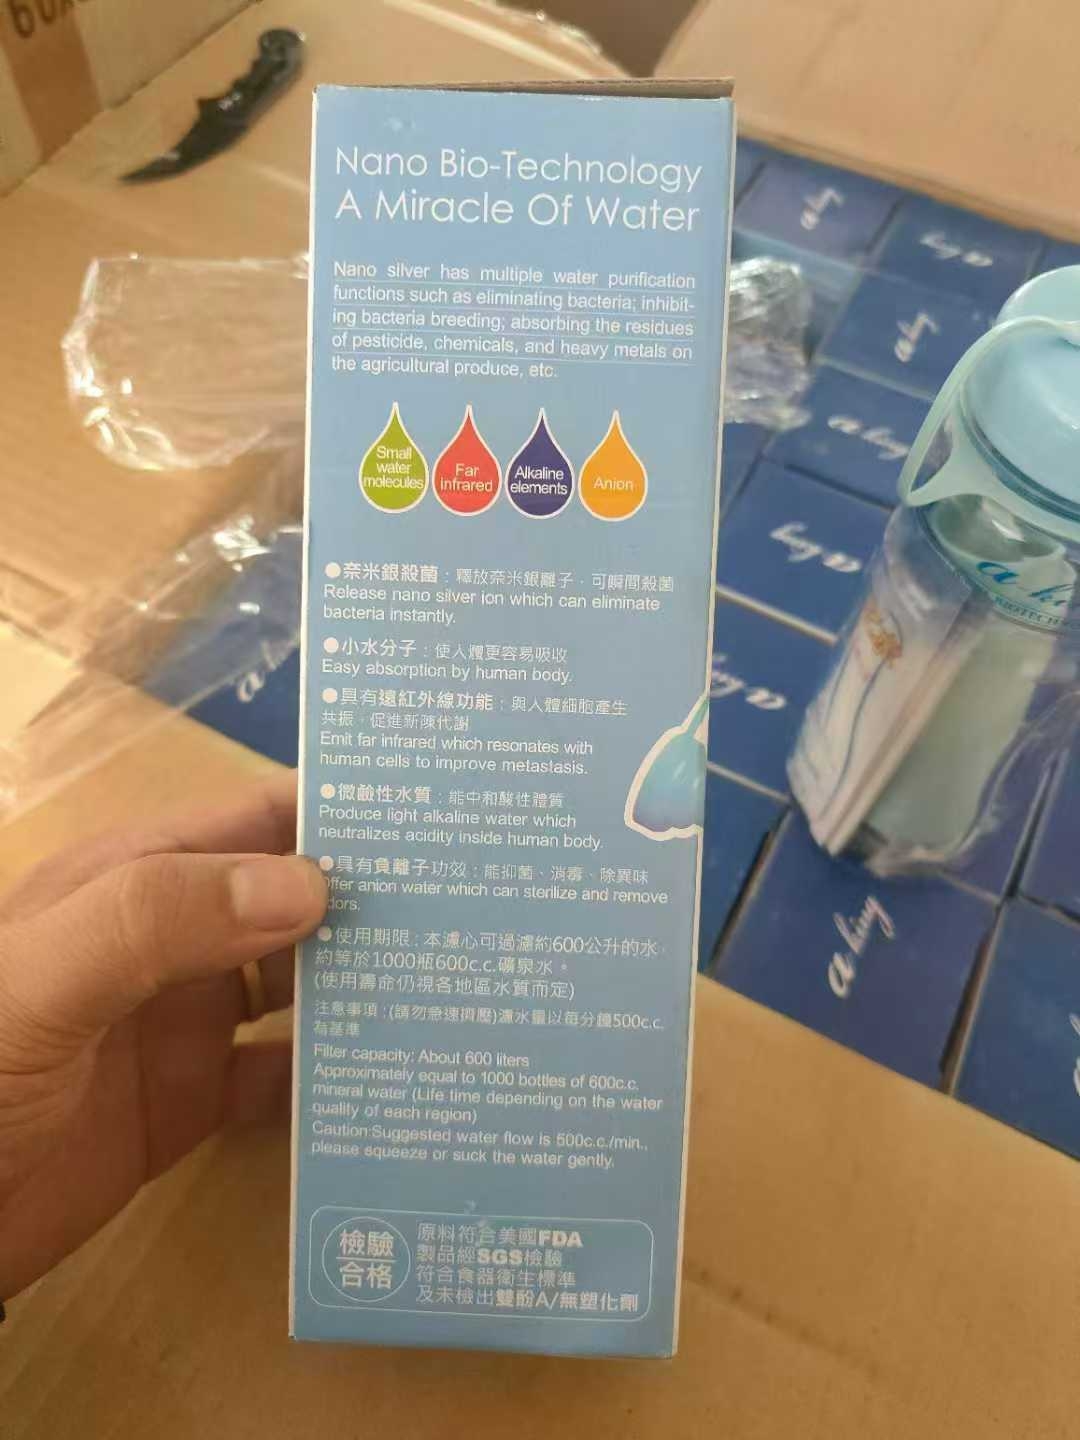 Nano Bio-Technology
A Miracle Of Water
Nano silver has multiple water purification
functions such as eliminating bacteria; inhibit-
ing bacteria breeding; absorbing the residues
of pesticide, chemicals, and heavy metals on
the agricultural produce, etc.
Small
water
molecules
Far
infrared
Alkaline
elements
Anion
●奈米銀殺菌：釋放奈米銀離子，可瞬間殺菌
Release nano silver ion which can eliminate
bacteria instantly.
●小水分子：使人體更容易吸收
Easy absorption by human body.
●具有遠紅外線功能：與人體細胞產生
共振，促進新陳代謝
Emit far infrared which resonates with
human cells to improve metastasis.
●微鹼性水質：能中和酸性體質
Produce light alkaline water which
neutralizes acidity inside human body.
●具有負離子功效：能抑菌、消毒、除異味
ffer anion water which can sterilize and remove
dors.
●使用期限：本濾心可過濾約600公升的水，
約等於1000瓶600c.c.礦泉水。
(使用壽命仍視各地區水質而定)
注意事項：(請勿急速擠壓)濾水量以每分鐘500c.c.
為基準
Filter capacity: About 600 liters
Approximately equal to 1000 bottles of 600c.c.
mineral water (Life time depending on the water
quality of each region)
Caution:Suggested water flow is 500c.c./min.,
please squeeze or suck the water gently.
檢驗
合格
原料符合美國FDA
製品經SGS檢驗
符合食器衛生標準
及未檢出雙酚A/無塑化劑
a king
a king
a king
a king
a king
a king